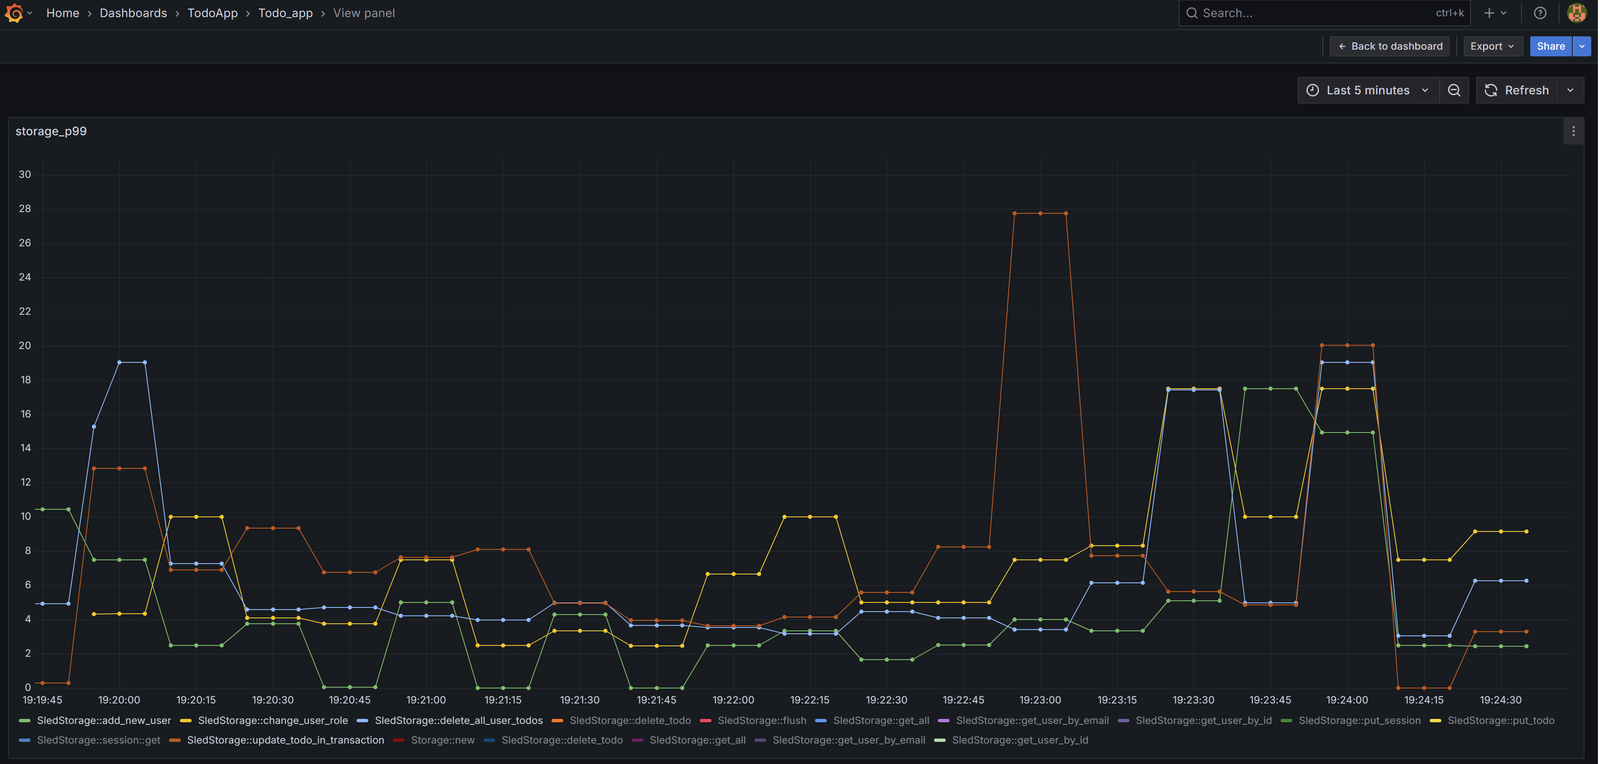 Home › Dashboards › TodoApp › Todo_app › View panel Search... ctrl+k
Back to dashboard Export Share
Last 5 minutes Refresh
storage_p99
30
28
26
24
22
20
18
16
14
12
10
8
6
4
2
0
19:19:45 19:20:00 19:20:15 19:20:30 19:20:45 19:21:00 19:21:15 19:21:30 19:21:45 19:22:00 19:22:15 19:22:30 19:22:45 19:23:00 19:23:15 19:23:30 19:23:45 19:24:00 19:24:15 19:24:30
SledStorage::add_new_user SledStorage::change_user_role SledStorage::delete_all_user_todos SledStorage::delete_todo SledStorage::flush SledStorage::get_all SledStorage::get_user_by_email SledStorage::get_user_by_id SledStorage::put_session SledStorage::put_todo
SledStorage::session::get SledStorage::update_todo_in_transaction Storage::new SledStorage::delete_todo SledStorage::get_all SledStorage::get_user_by_email SledStorage::get_user_by_id